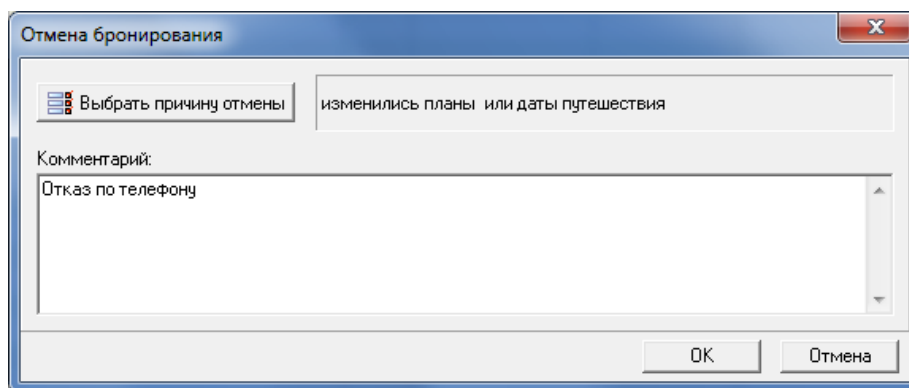 Отмена бронирования
Выбрать причину отмены
изменились планы или даты путешествия
Комментарий:
Отказ по телефону
OK
Отмена